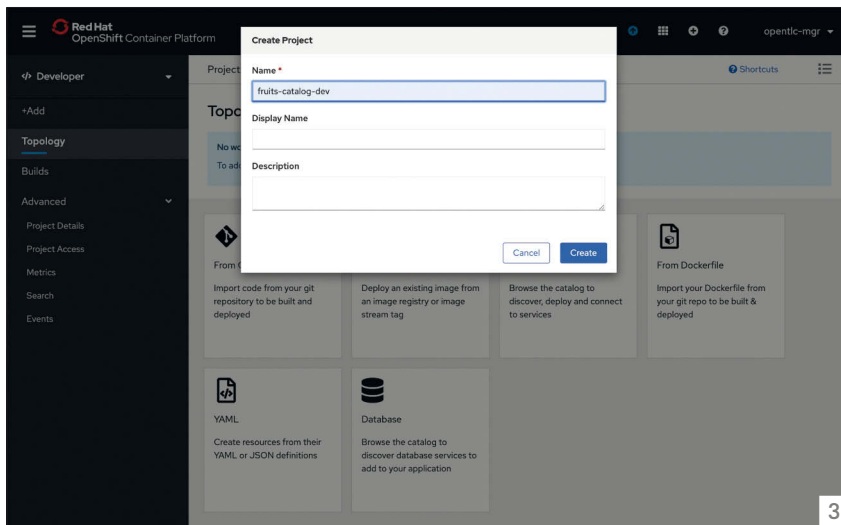 Red Hat
OpenShift Container Platform
opentlc-mgr
Developer
+Add
Topology
Builds
Advanced
Project Details
Project Access
Metrics
Search
Events
Project
Shortcuts
Topo
No wo
To add
Create Project
Name *
fruits-catalog-dev
Display Name
Description
Cancel
Create
From G
Import code from your git
repository to be built and
deployed
Deploy an existing image from
an image registry or image
stream tag
Browse the catalog to
discover, deploy and connect
to services
From Dockerfile
Import your Dockerfile from
your git repo to be built &
deployed
YAML
Create resources from their
YAML or JSON definitions
Database
Browse the catalog to
discover database services to
add to your application
3